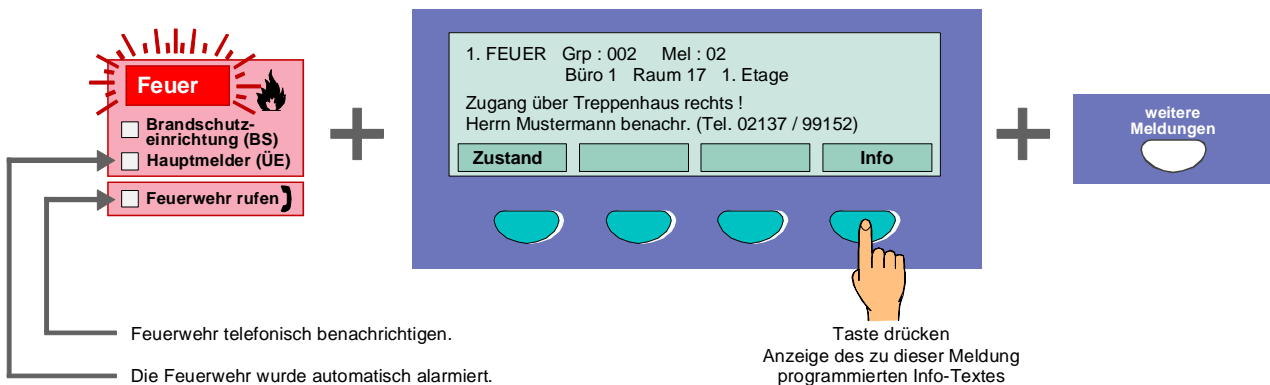 Feuer
Brandschutz-
einrichtung (BS)
Hauptmelder (ÜE)
Feuerwehr rufen
1. FEUER Grp : 002 Mel : 02
Büro 1 Raum 17 1. Etage
Zugang über Treppenhaus rechts !
Herrn Mustermann benachr. (Tel. 02137 / 99152)
Zustand
Info
weitere
Meldungen
Feuerwehr telefonisch benachrichtigen.
Die Feuerwehr wurde automatisch alarmiert.
Taste drücken
Anzeige des zu dieser Meldung
programmierten Info-Textes